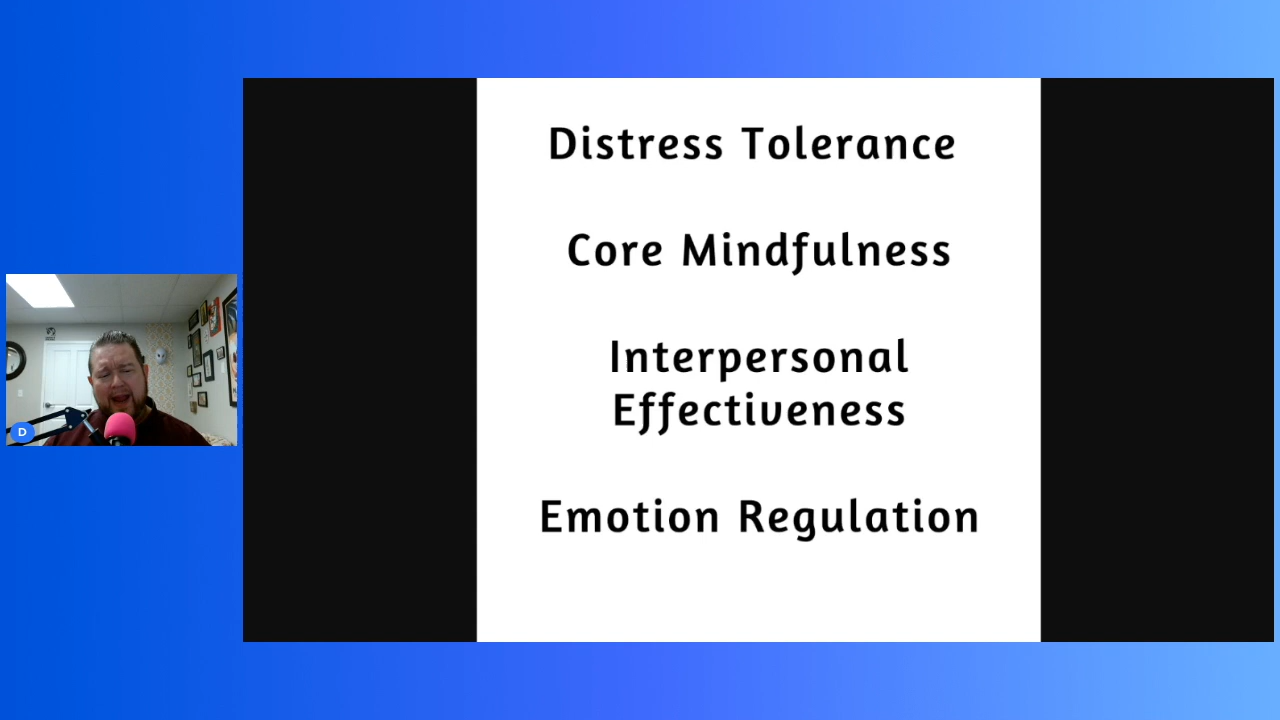 Distress Tolerance
Core Mindfulness
Interpersonal
Effectiveness
Emotion Regulation
D